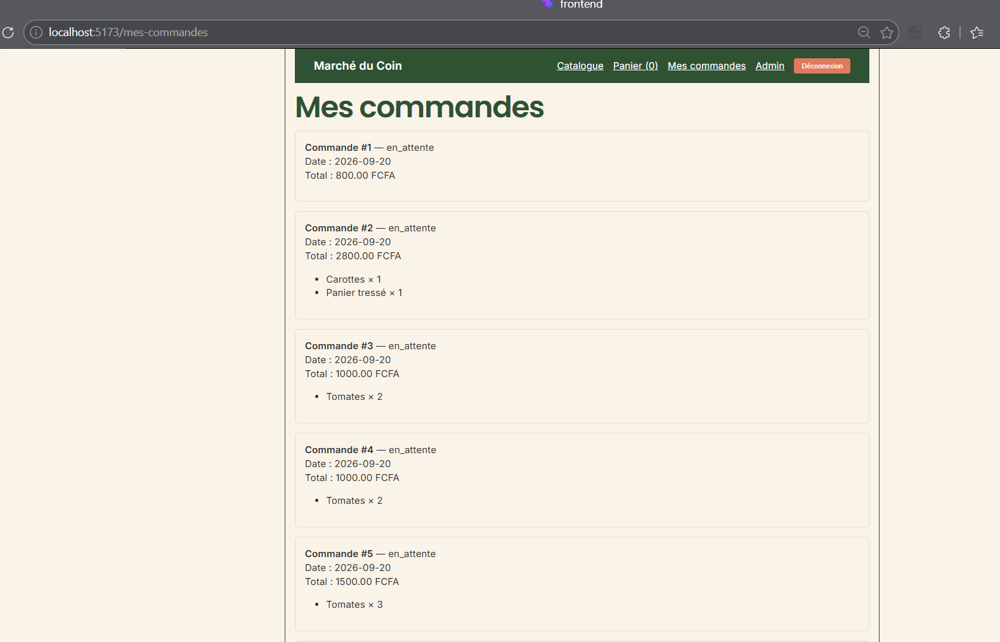 frontend
localhost:5173/mes-commandes
Marché du Coin Catalogue Panier (0) Mes commandes Admin Déconnexion
Mes commandes
Commande #1 — en_attente
Date : 2026-09-20
Total : 800.00 FCFA
Commande #2 — en_attente
Date : 2026-09-20
Total : 2800.00 FCFA
• Carottes × 1
• Panier tressé × 1
Commande #3 — en_attente
Date : 2026-09-20
Total : 1000.00 FCFA
• Tomates × 2
Commande #4 — en_attente
Date : 2026-09-20
Total : 1000.00 FCFA
• Tomates × 2
Commande #5 — en_attente
Date : 2026-09-20
Total : 1500.00 FCFA
• Tomates × 3